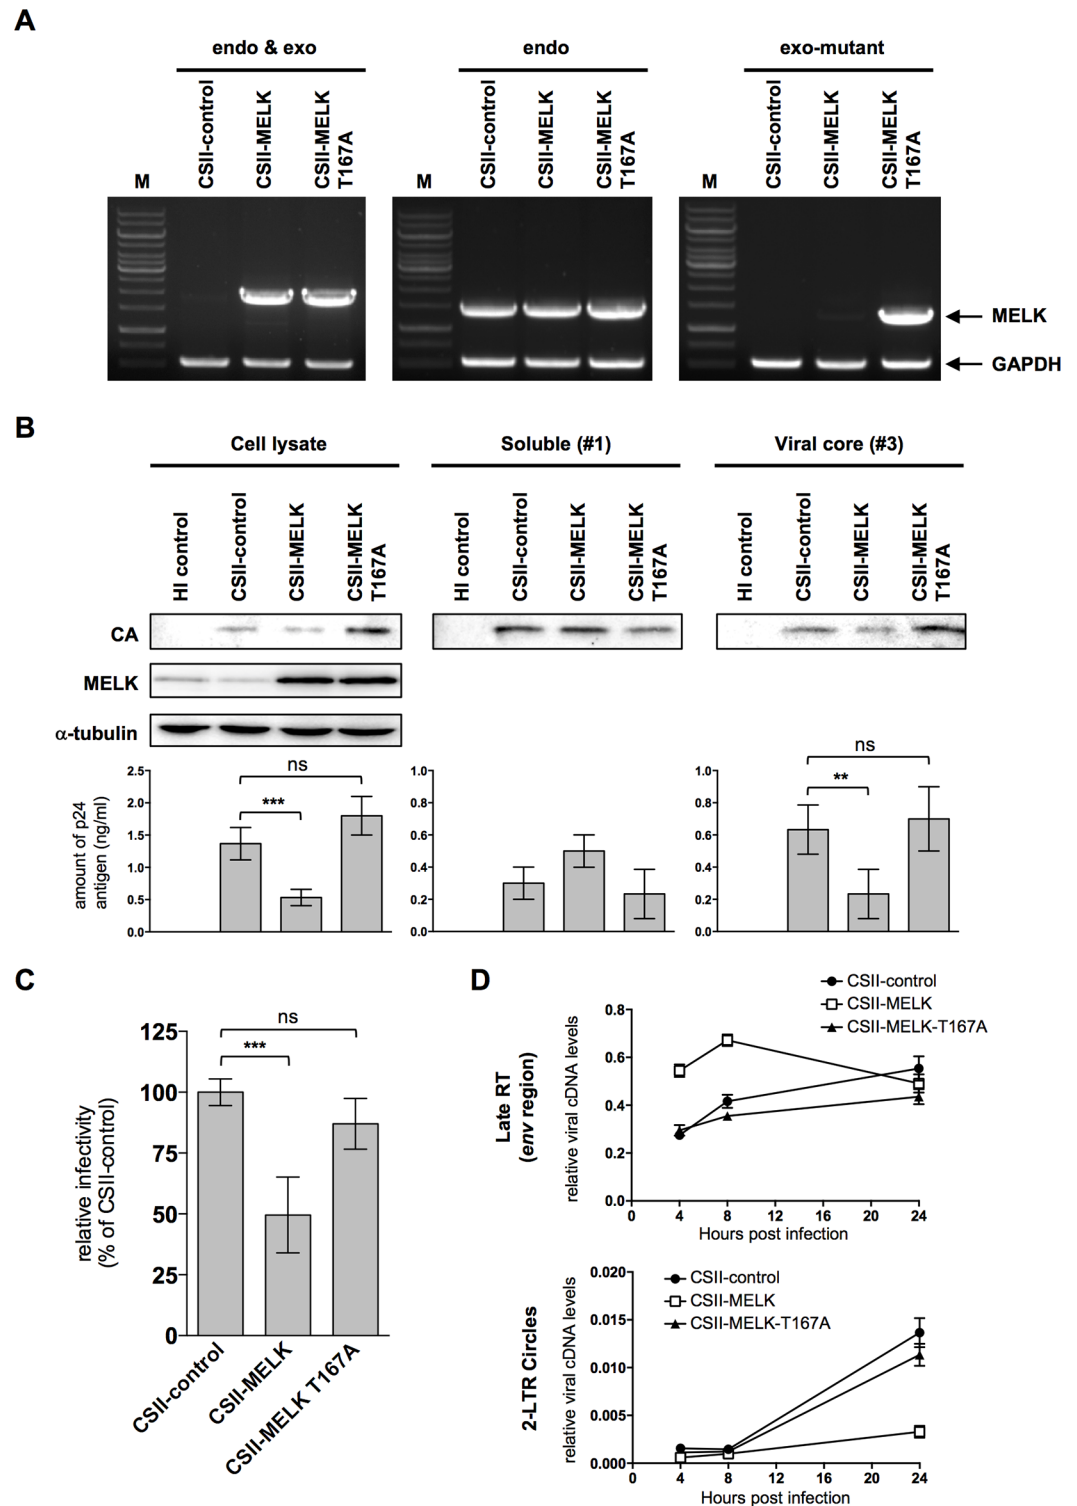 A
endo & exo
endo
exo-mutant
M
CSII-control
CSII-MELK
CSII-MELK
T167A
M
CSII-control
CSII-MELK
CSII-MELK
T167A
M
CSII-control
CSII-MELK
CSII-MELK
T167A
MELK
GAPDH
B
Cell lysate
Soluble (#1)
Viral core (#3)
HI control
CSII-control
CSII-MELK
CSII-MELK
T167A
HI control
CSII-control
CSII-MELK
CSII-MELK
T167A
HI control
CSII-control
CSII-MELK
CSII-MELK
T167A
CA
MELK
α-tubulin
amount of p24
antigen (ng/ml)
2.5
2.0
1.5
1.0
0.5
0.0
ns
***
1.0
0.8
0.6
0.4
0.2
0.0
1.0
0.8
0.6
0.4
0.2
0.0
ns
**
C
relative infectivity
(% of CSII-control)
125
100
75
50
25
0
ns
***
CSII-control
CSII-MELK
CSII-MELK T167A
D
CSII-control
CSII-MELK
CSII-MELK-T167A
Late RT
(env region)
relative viral cDNA levels
0.8
0.6
0.4
0.2
0.0
0 4 8 12 16 20 24
Hours post infection
CSII-control
CSII-MELK
CSII-MELK-T167A
2-LTR Circles
relative viral cDNA levels
0.020
0.015
0.010
0.005
0.000
0 4 8 12 16 20 24
Hours post infection